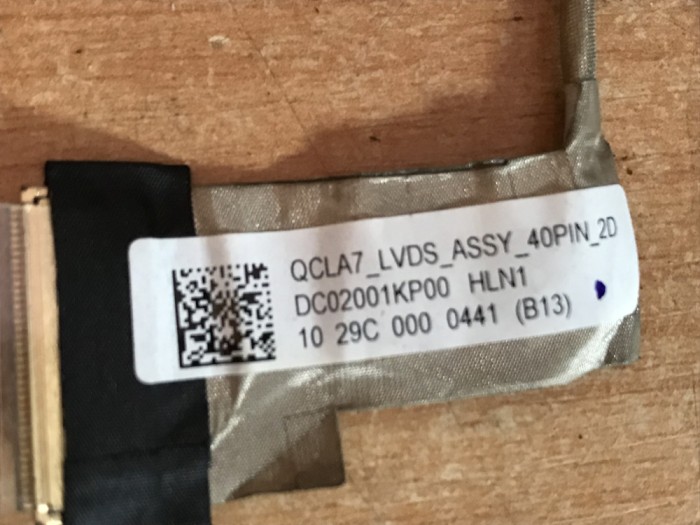 QCLA7_LVDS_ASSY_40PIN_2D
DC02001KP00 HLN1
10 29C 000 0441 (B13)